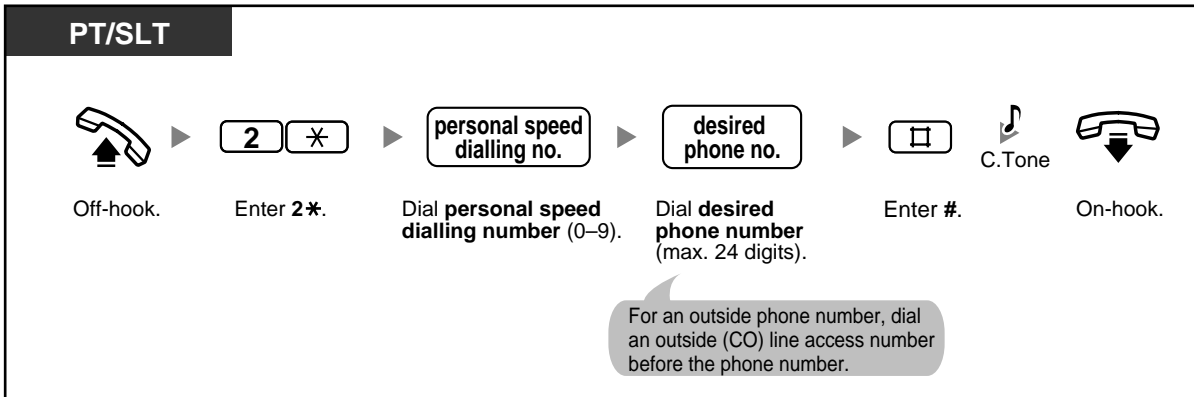 PT/SLT
2 ✳
personal speed
dialling no.
desired
phone no.
#
C.Tone
Off-hook.
Enter 2✳.
Dial personal speed
dialling number (0–9).
Dial desired
phone number
(max. 24 digits).
Enter #.
On-hook.
For an outside phone number, dial
an outside (CO) line access number
before the phone number.